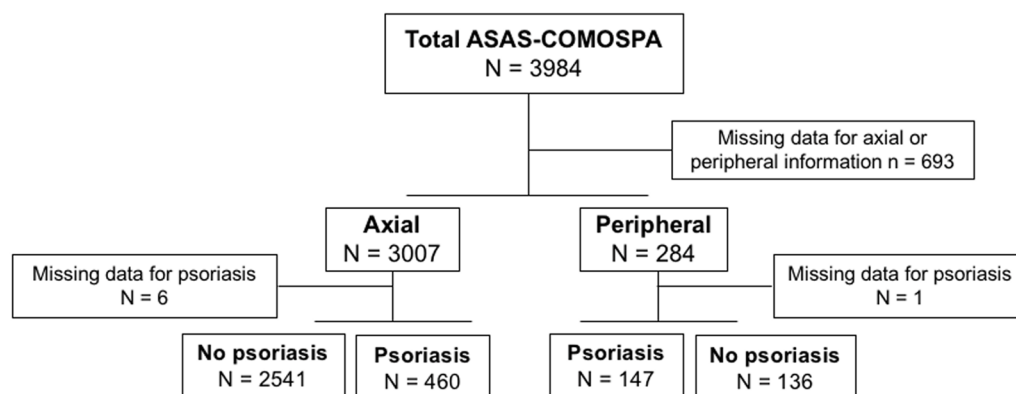 Total ASAS-COMOSPA
N = 3984
Missing data for axial or
peripheral information n = 693
Axial
N = 3007
Peripheral
N = 284
Missing data for psoriasis
N = 6
Missing data for psoriasis
N = 1
No psoriasis
N = 2541
Psoriasis
N = 460
Psoriasis
N = 147
No psoriasis
N = 136